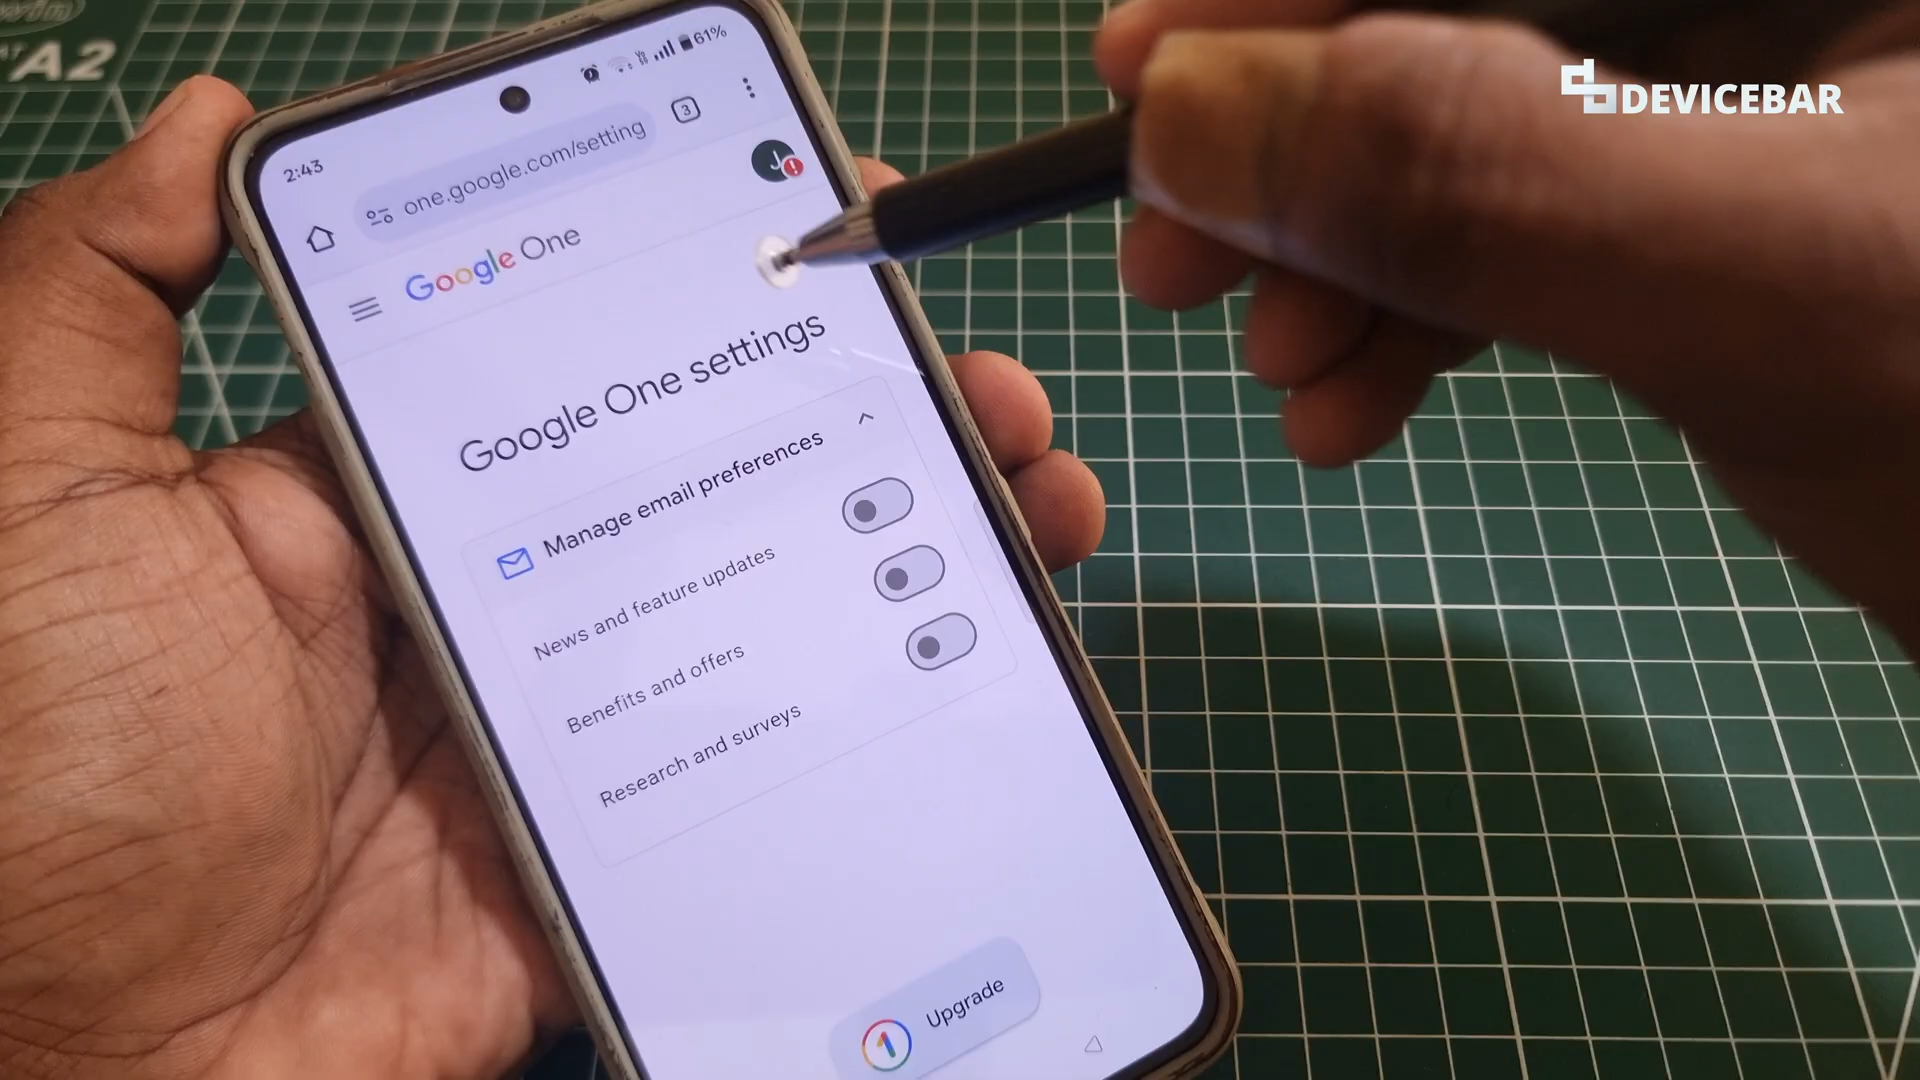 A2
DEVICEBAR
2:43
61%
one.google.com/setting
3
J
Google One
Google One settings
Manage email preferences
News and feature updates
Benefits and offers
Research and surveys
Upgrade